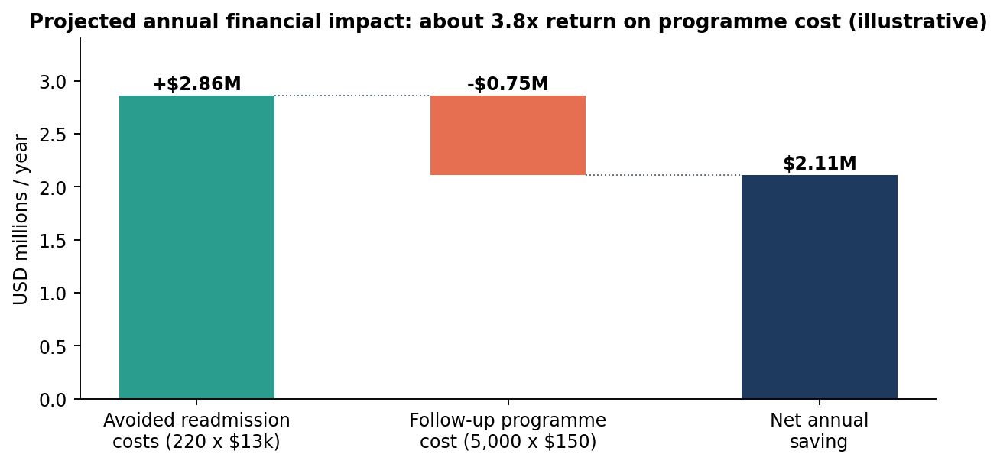 Projected annual financial impact: about 3.8x return on programme cost (illustrative)
+$2.86M
-$0.75M
$2.11M
USD millions / year
3.0
2.5
2.0
1.5
1.0
0.5
0.0
Avoided readmission
costs (220 x $13k)
Follow-up programme
cost (5,000 x $150)
Net annual
saving